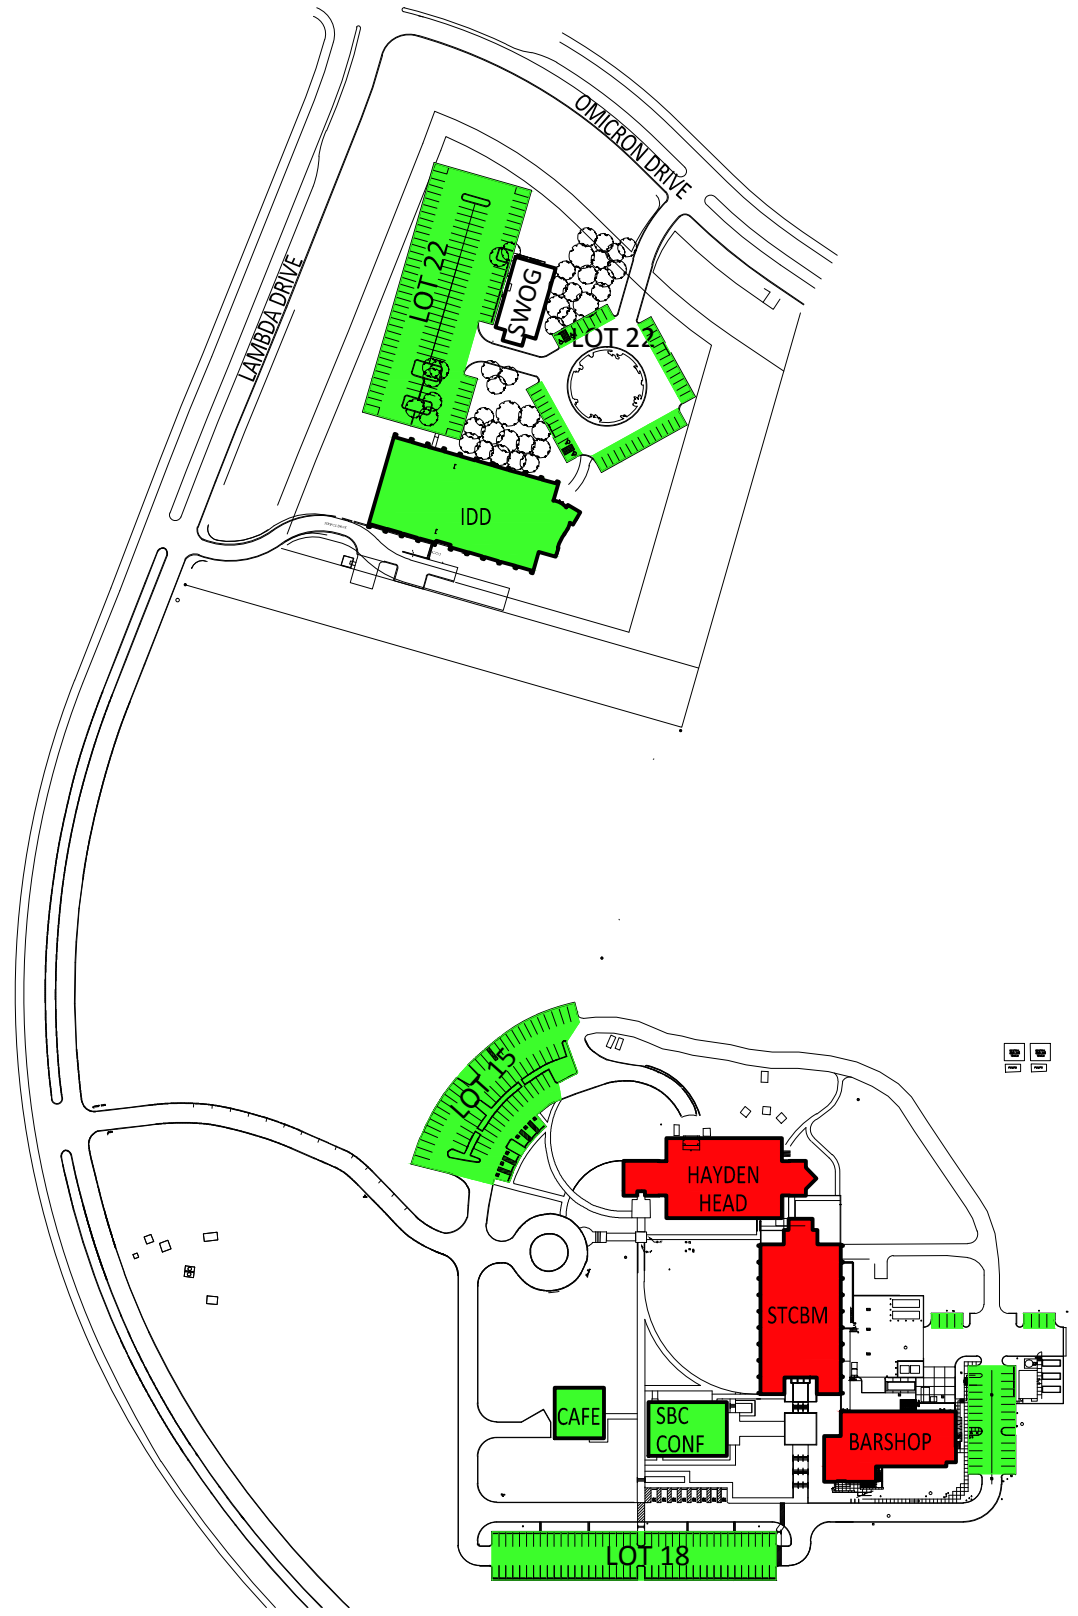 OMICRON DRIVE
LAMBDA DRIVE
LOT 22
SWOG
LOT 22
IDD
LOT 15
HAYDEN
HEAD
STCBM
CAFE
SBC
CONF
BARSHOP
LOT 18